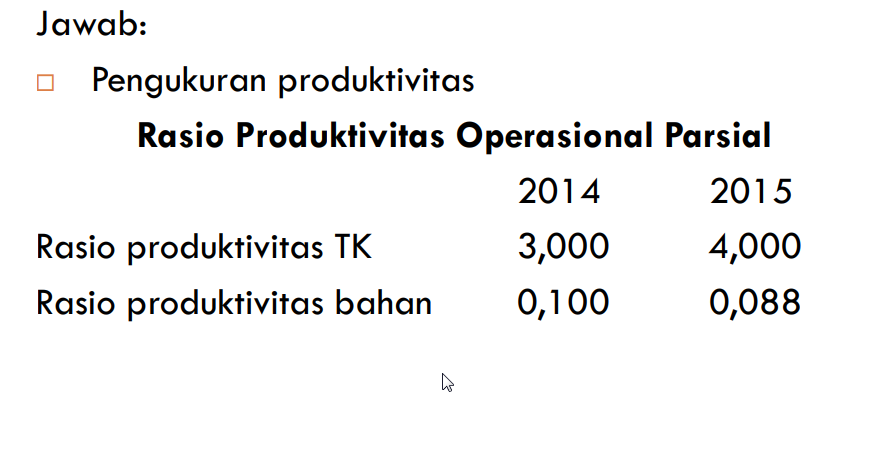 Jawab:
Pengukuran produktivitas
Rasio Produktivitas Operasional Parsial
2014 2015
Rasio produktivitas TK 3,000 4,000
Rasio produktivitas bahan 0,100 0,088